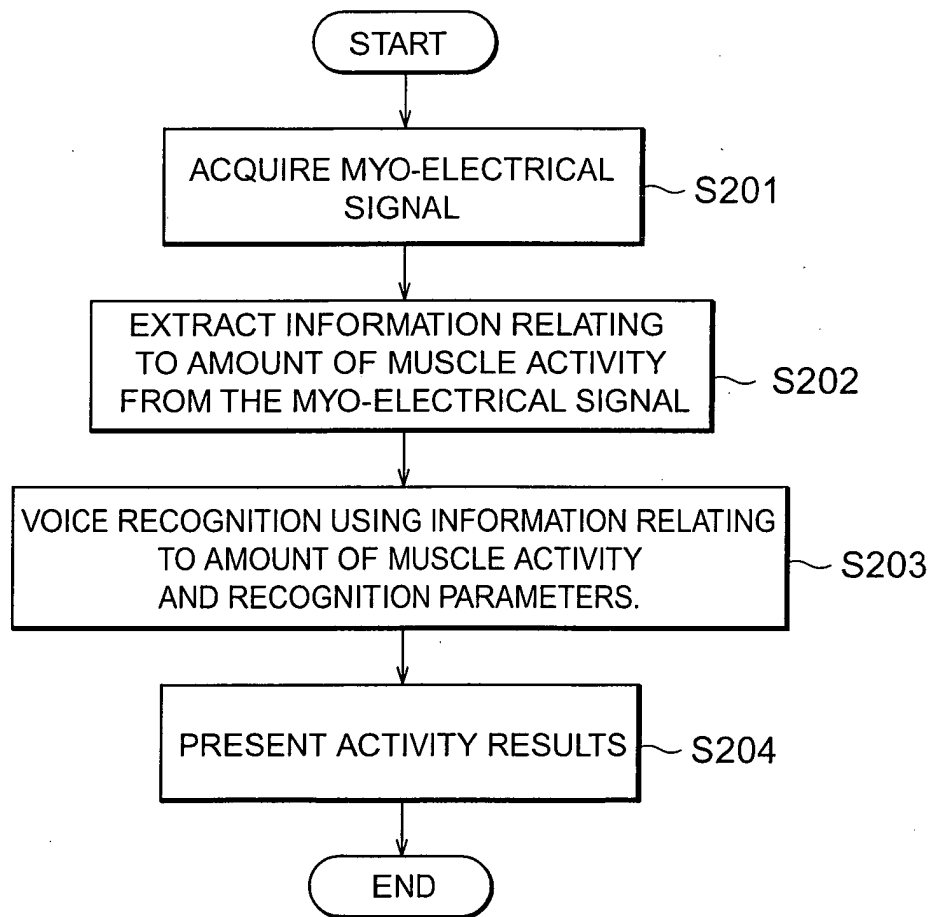 START
ACQUIRE MYO-ELECTRICAL
SIGNAL
S201
EXTRACT INFORMATION RELATING
TO AMOUNT OF MUSCLE ACTIVITY
FROM THE MYO-ELECTRICAL SIGNAL
S202
VOICE RECOGNITION USING INFORMATION RELATING
TO AMOUNT OF MUSCLE ACTIVITY
AND RECOGNITION PARAMETERS.
S203
PRESENT ACTIVITY RESULTS
S204
END